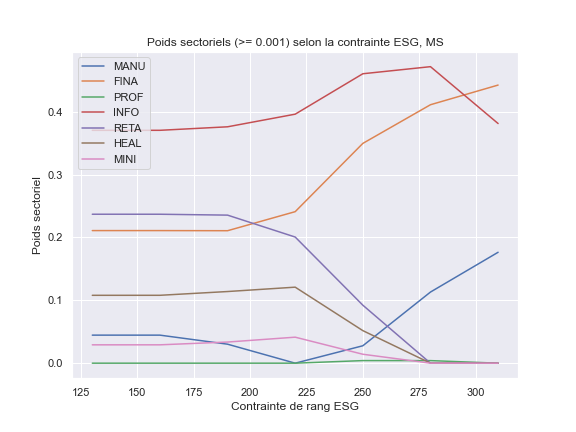 Poids sectoriels (>= 0.001) selon la contrainte ESG, MS
MANU
FINA
PROF
INFO
RETA
HEAL
MINI
Poids sectoriel
0.4
0.3
0.2
0.1
0.0
125 150 175 200 225 250 275 300
Contrainte de rang ESG